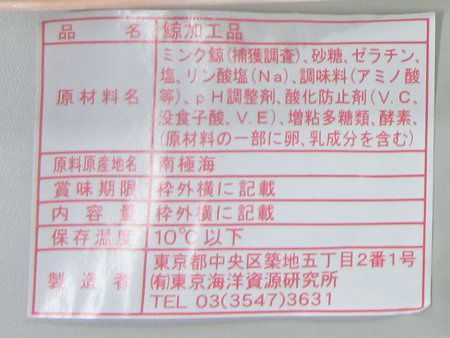 品名 鯨加工品
原材料名 ミンク鯨(捕獲調査)、砂糖、ゼラチン、
塩、リン酸塩(Na)、調味料(アミノ酸
等)、pH調整剤、酸化防止剤(V.C、
没食子酸、V.E)、増粘多糖類、酵素、
(原材料の一部に卵、乳成分を含む)
原料原産地名 南極海
賞味期限 枠外横に記載
内容量 枠外横に記載
保存温度 10℃以下
製造者 東京都中央区築地五丁目2番1号
㈲東京海洋資源研究所
TEL 03(3547)3631